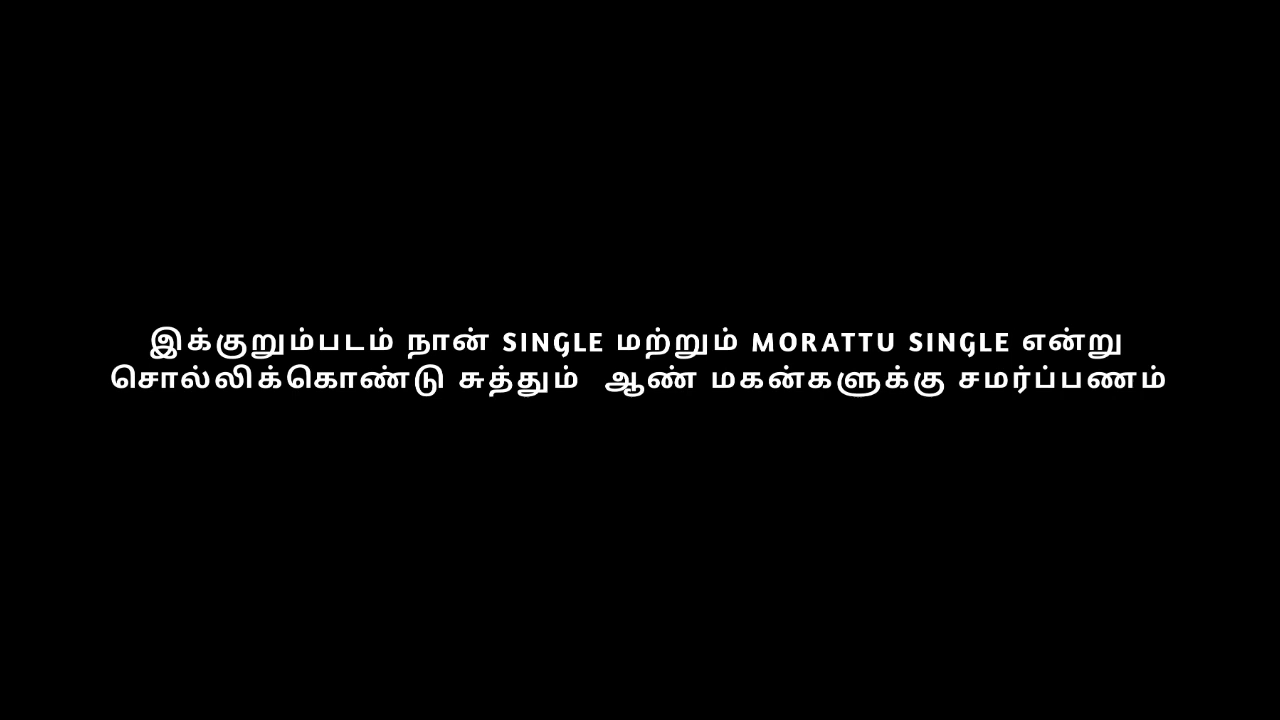 இக்குறும்படம் நான் SINGLE மற்றும் MORATTU SINGLE என்று
சொல்லிக்கொண்டு சுத்தும் ஆண் மகன்களுக்கு சமர்ப்பணம்